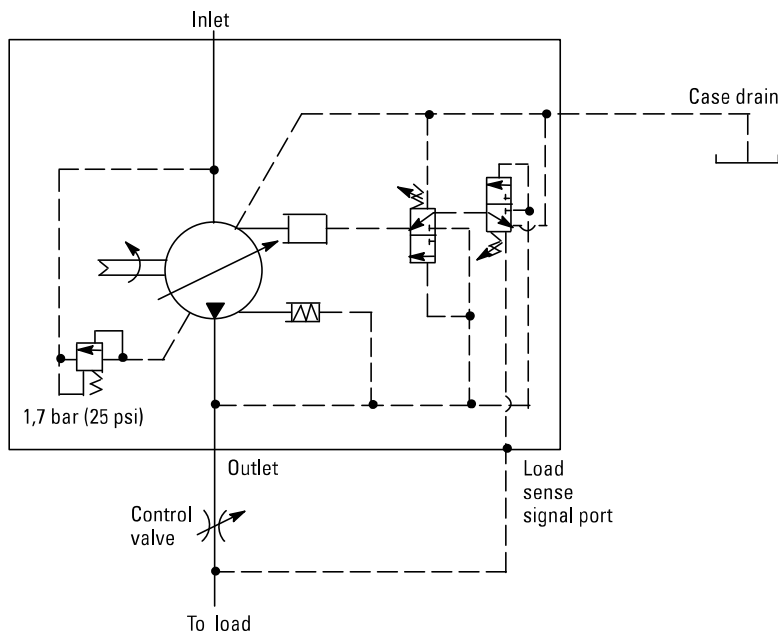 Inlet
Case drain
1,7 bar (25 psi)
Outlet
Load
sense
signal port
Control
valve
To load